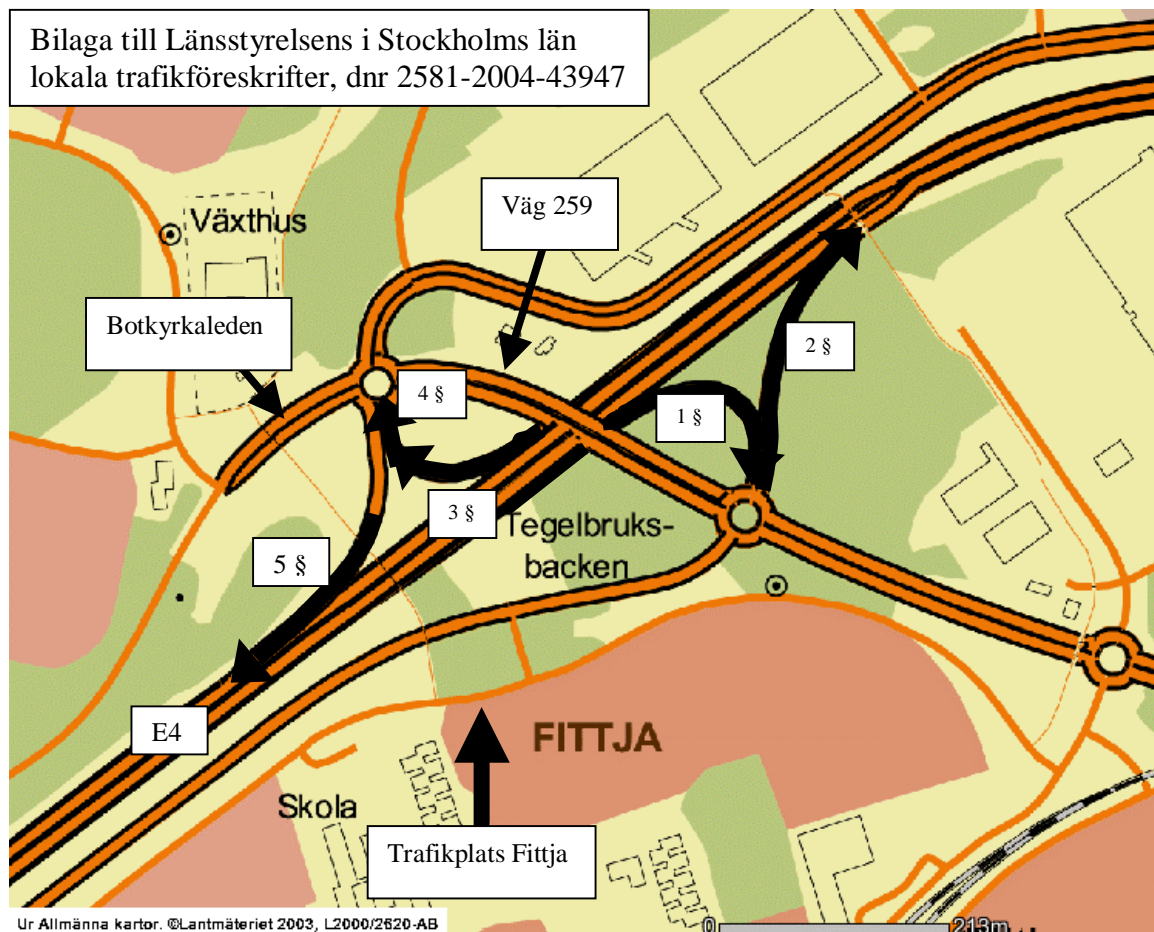 Bilaga till Länsstyrelsens i Stockholms län
lokala trafikföreskrifter, dnr 2581-2004-43947
Växthus
Väg 259
Botkyrkaleden
2 §
4 §
1 §
3 §
Tegelbruks-
backen
5 §
E4
FITTJA
Skola
Trafikplats Fittja
Ur Allmänna kartor. ©Lantmäteriet 2003, L2000/2620-AB
0 213m